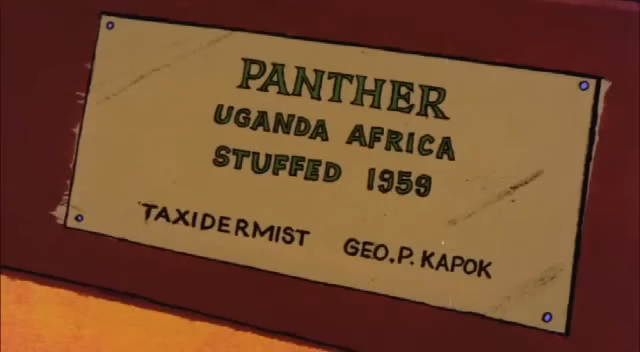 PANTHER
UGANDA AFRICA
STUFFED 1959
TAXIDERMIST GEO.P. KAPOK